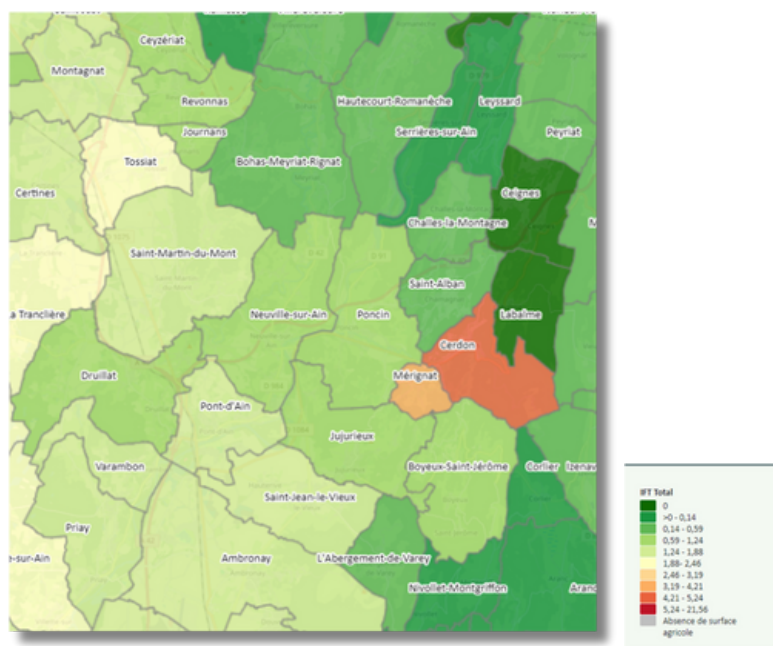 Ceyzériat
Montagnat
Revonnas
Hautecourt-Romanèche
Leyssard
Journans
Serrières-sur-Ain
Peyriat
Tossiat
Bohas-Meyriat-Rignat
Certines
Ceignes
Challes-la-Montagne
Saint-Martin-du-Mont
Saint-Alban
a Tranclière
Neuville-sur-Ain
Poncin
Labalme
Cerdon
Druillat
Mérignat
Pont-d'Ain
Jujurieux
Varambon
Boyeux-Saint-Jérôme
Corlier
Izenav
Saint-Jean-le-Vieux
Priay
e-sur-Ain
Ambronay
L'Abergement-de-Varey
Nivollet-Montgriffon
Aranc
IFT Total
0
>0 - 0,14
0,14 - 0,59
0,59 - 1,24
1,24 - 1,88
1,88- 2,46
2,46 - 3,19
3,19 - 4,21
4,21 - 5,24
5,24 - 21,56
Absence de surface
agricole